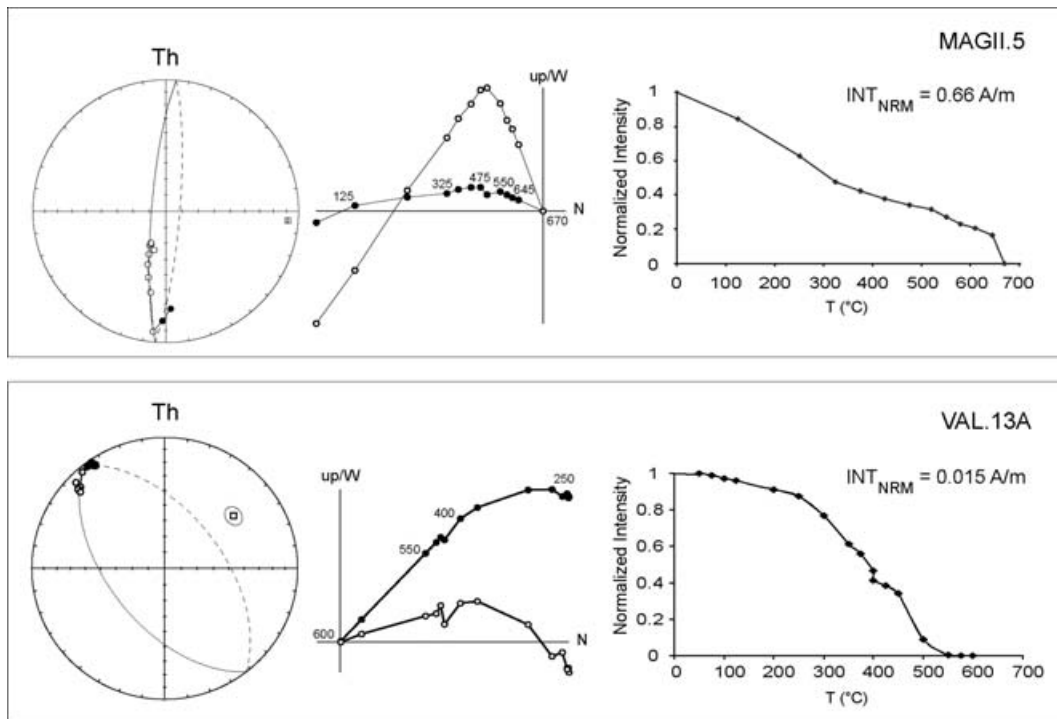 MAGII.5
Th
up/W
125
325
475
550
645
N
670
INT_NRM = 0.66 A/m
Normalized Intensity
1
0.8
0.6
0.4
0.2
0
0 100 200 300 400 500 600 700
T (°C)
VAL.13A
Th
up/W
250
400
550
600
N
INT_NRM = 0.015 A/m
Normalized Intensity
1
0.8
0.6
0.4
0.2
0
0 100 200 300 400 500 600 700
T (°C)